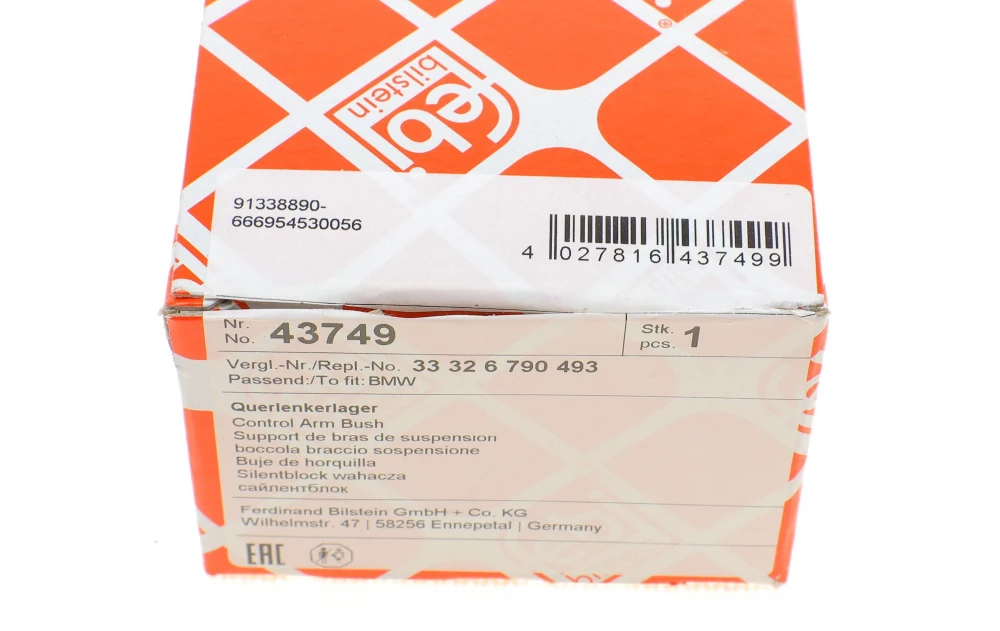 febi
bilstein
®
91338890-
666954530056
4 027816 437499
Nr.
No. 43749
Stk.
pcs. 1
Vergl.-Nr./Repl.-No. 33 32 6 790 493
Passend:/To fit: BMW
Querlenkerlager
Control Arm Bush
Support de bras de suspension
boccola braccio sospensione
Buje de horquilla
Silentblock wahacza
сайлентблок
Ferdinand Bilstein GmbH + Co. KG
Wilhelmstr. 47 | 58256 Ennepetal | Germany
EAC